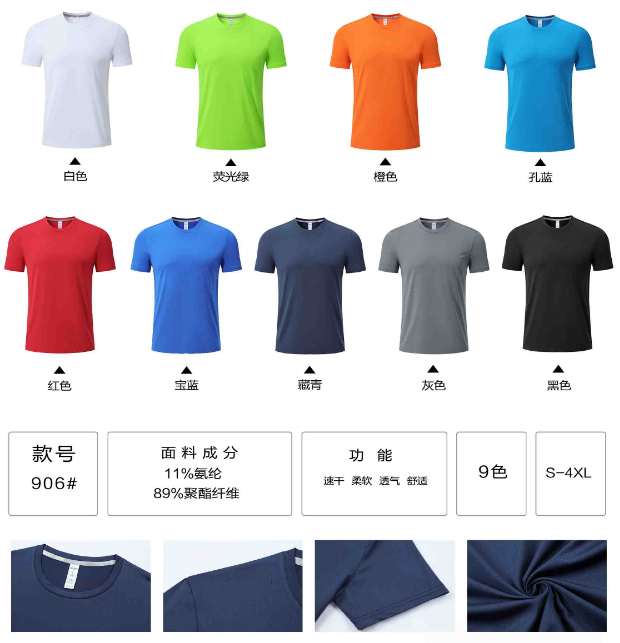 白色 荧光绿 橙色 孔蓝
红色 宝蓝 藏青 灰色 黑色
款号
906#
面料成分
11%氨纶
89%聚酯纤维
功能
速干 柔软 透气 舒适
9色
S-4XL